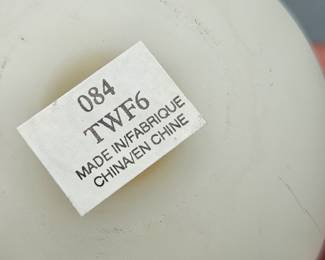 084
TWF6
MADE IN/FABRIQUE
CHINA/EN CHINE